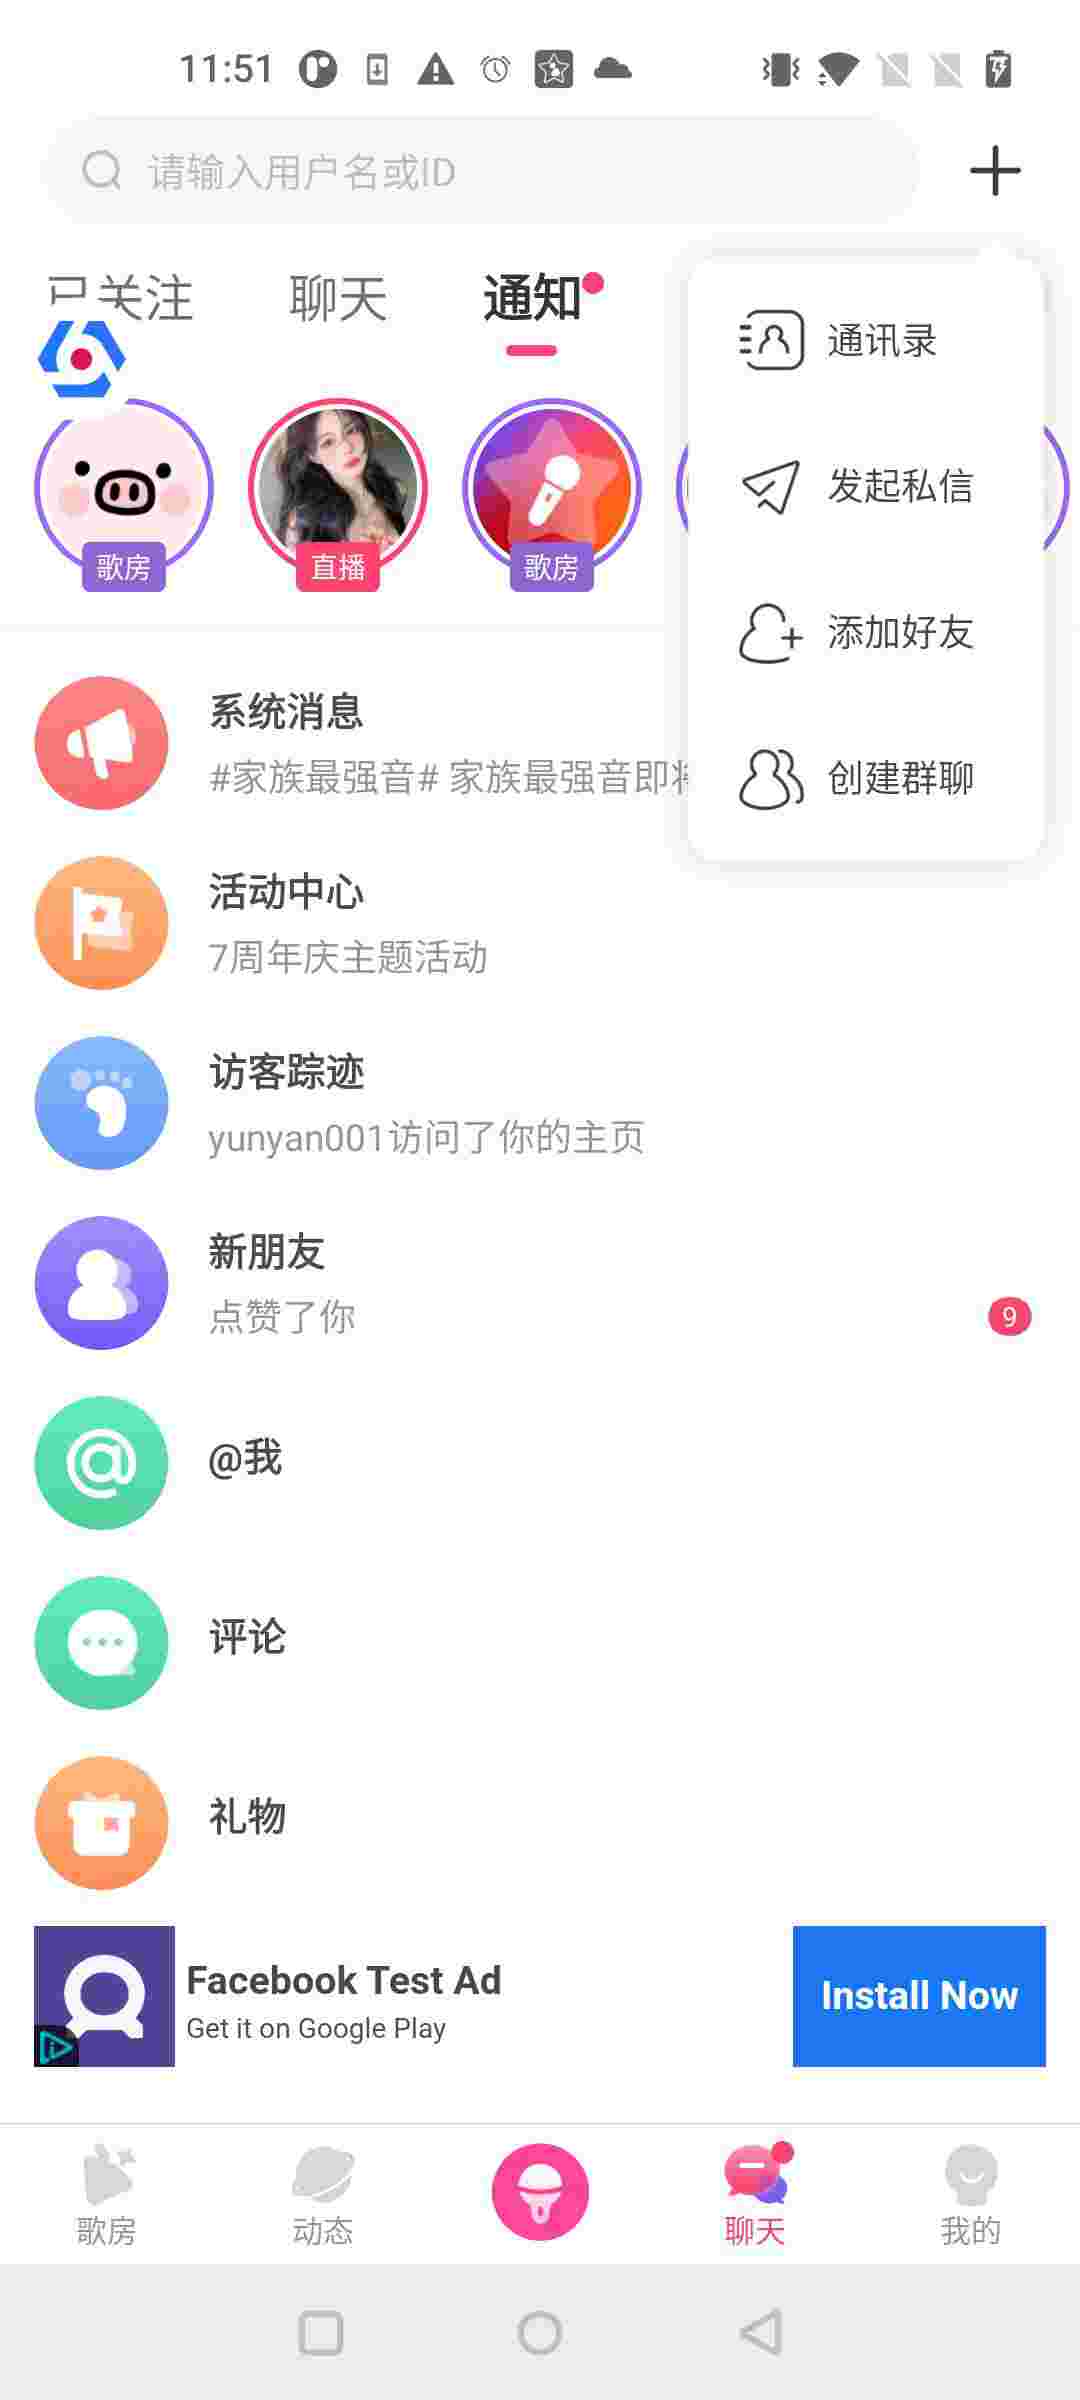 11:51
请输入用户名或ID
已关注
聊天
通知
通讯录
发起私信
添加好友
创建群聊
歌房
直播
歌房
系统消息
#家族最强音# 家族最强音即将
活动中心
7周年庆主题活动
访客踪迹
yunyan001访问了你的主页
新朋友
点赞了你
9
@我
评论
礼物
Facebook Test Ad
Get it on Google Play
Install Now
歌房
动态
聊天
我的